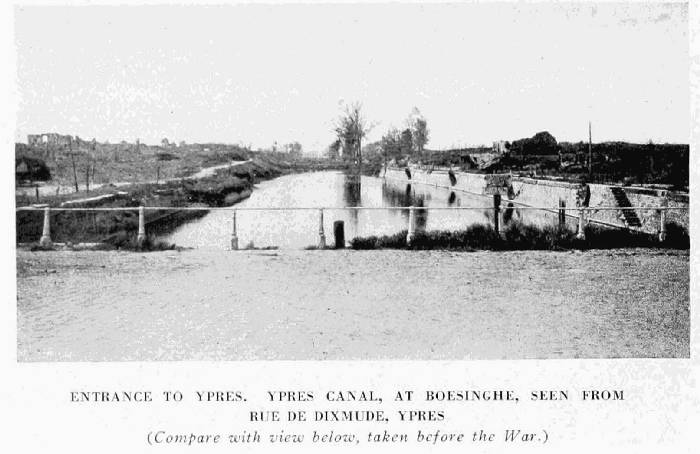 ENTRANCE TO YPRES. YPRES CANAL, AT BOESINGHE, SEEN FROM
RUE DE DIXMUDE, YPRES
(Compare with view below, taken before the War.)